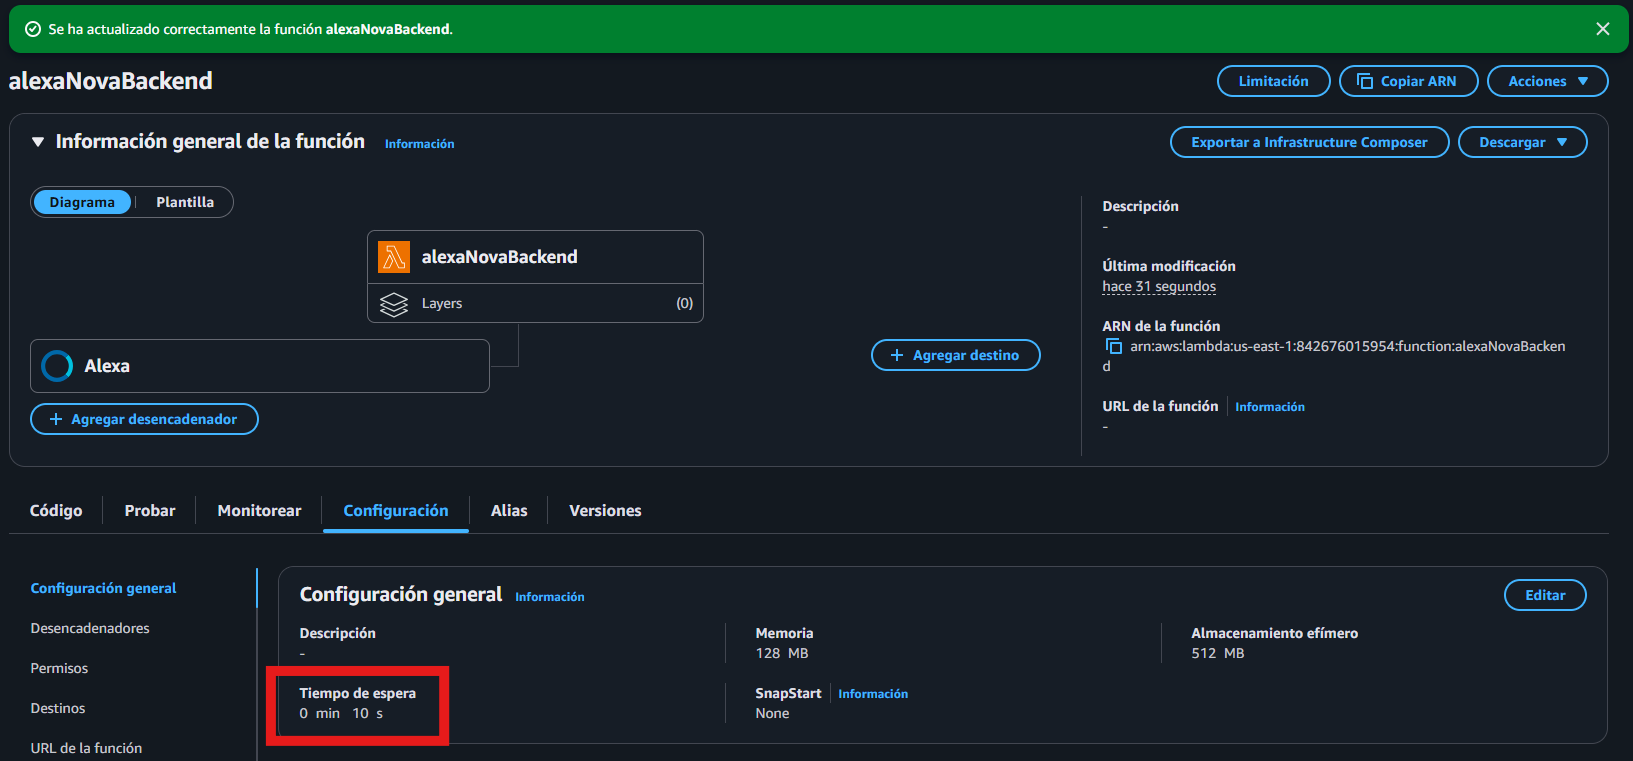 Se ha actualizado correctamente la función alexaNovaBackend.
alexaNovaBackend
Limitación
Copiar ARN
Acciones
Información general de la función
Información
Exportar a Infrastructure Composer
Descargar
Diagrama
Plantilla
alexaNovaBackend
Layers
(0)
Alexa
+ Agregar desencadenador
+ Agregar destino
Descripción
-
Última modificación
hace 31 segundos
ARN de la función
arn:aws:lambda:us-east-1:842676015954:function:alexaNovaBacken
d
URL de la función
Información
-
Código
Probar
Monitorear
Configuración
Alias
Versiones
Configuración general
Desencadenadores
Permisos
Destinos
URL de la función
Configuración general
Información
Editar
Descripción
-
Memoria
128 MB
Almacenamiento efímero
512 MB
Tiempo de espera
0 min 10 s
SnapStart
Información
None